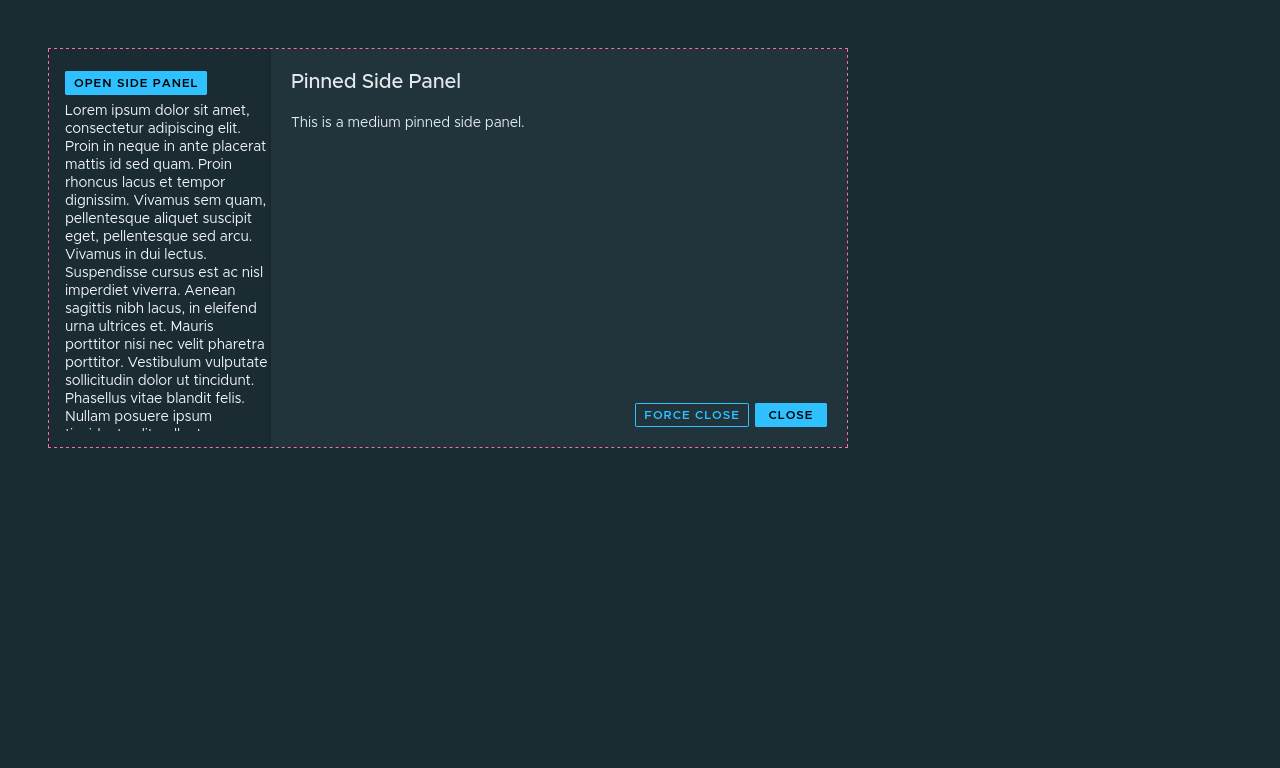 OPEN SIDE PANEL
Lorem ipsum dolor sit amet,
consectetur adipiscing elit.
Proin in neque in ante placerat
mattis id sed quam. Proin
rhoncus lacus et tempor
dignissim. Vivamus sem quam,
pellentesque aliquet suscipit
eget, pellentesque sed arcu.
Vivamus in dui lectus.
Suspendisse cursus est ac nisl
imperdiet viverra. Aenean
sagittis nibh lacus, in eleifend
urna ultrices et. Mauris
porttitor nisi nec velit pharetra
porttitor. Vestibulum vulputate
sollicitudin dolor ut tincidunt.
Phasellus vitae blandit felis.
Nullam posuere ipsum
Pinned Side Panel
This is a medium pinned side panel.
FORCE CLOSE
CLOSE